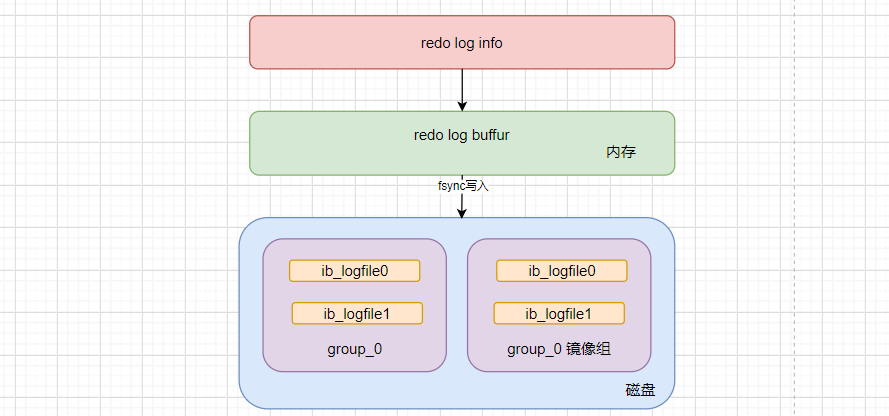 redo log info
redo log buffur
内存
fsync写入
ib_logfile0
ib_logfile1
group_0
ib_logfile0
ib_logfile1
group_0 镜像组
磁盘